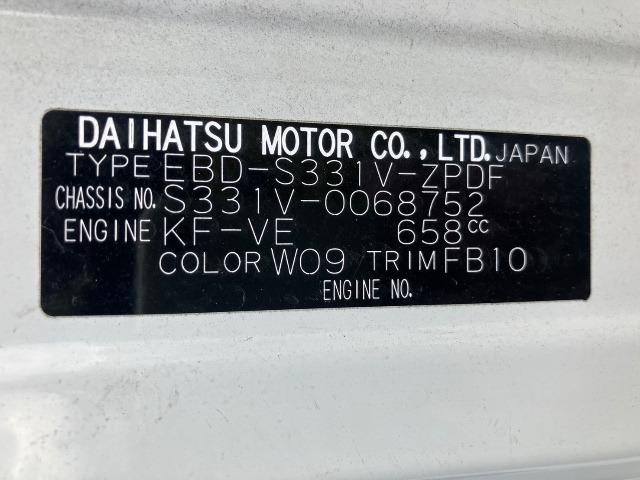 DAIHATSU MOTOR CO., LTD. JAPAN
TYPE EBD-S331V-ZPDF
CHASSIS NO. S331V-0068752
ENGINE KF-VE 658CC
COLOR W09 TRIM FB10
ENGINE NO.